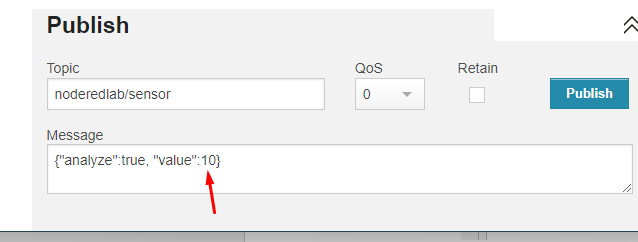 Publish
Topic
QoS
Retain
noderedlab/sensor
0
Publish
Message
{"analyze":true, "value":10}